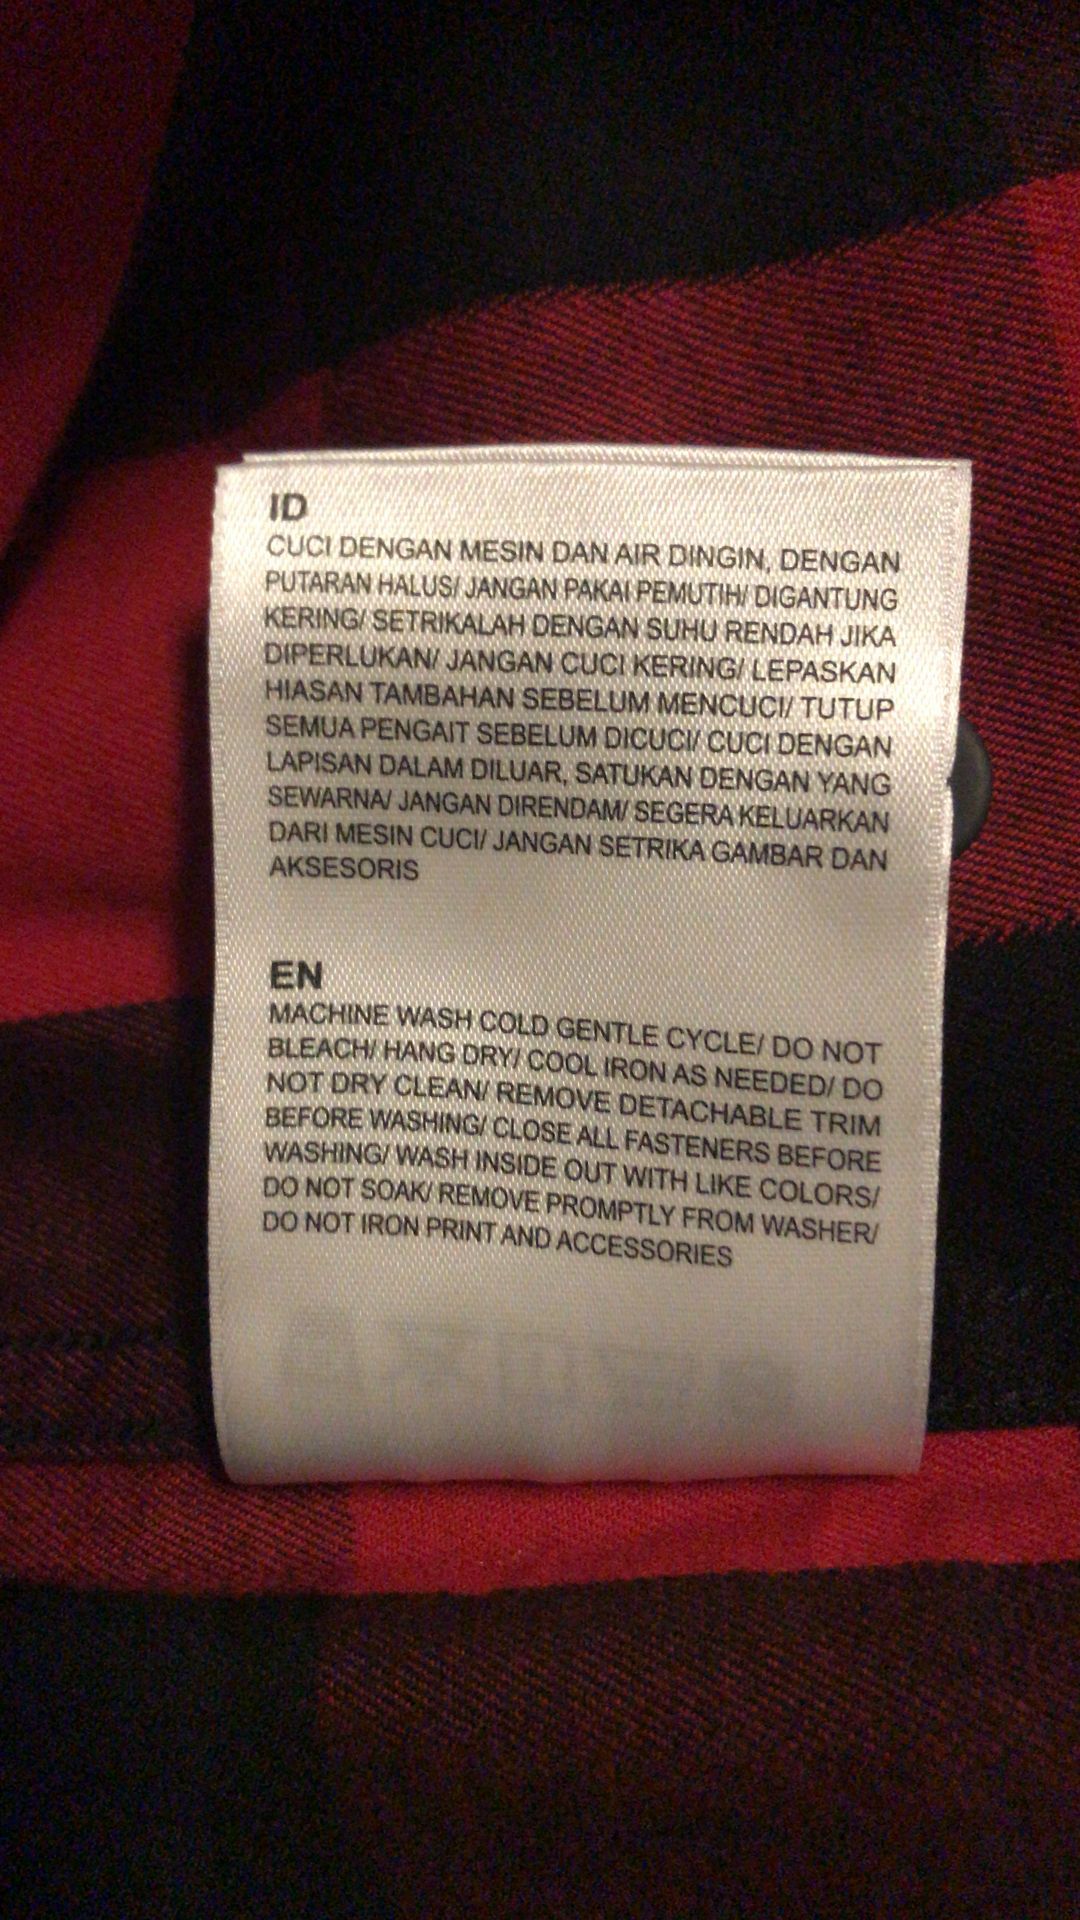 ID
CUCI DENGAN MESIN DAN AIR DINGIN, DENGAN
PUTARAN HALUS/ JANGAN PAKAI PEMUTIH/ DIGANTUNG
KERING/ SETRIKALAH DENGAN SUHU RENDAH JIKA
DIPERLUKAN/ JANGAN CUCI KERING/ LEPASKAN
HIASAN TAMBAHAN SEBELUM MENCUCI/ TUTUP
SEMUA PENGAIT SEBELUM DICUCI/ CUCI DENGAN
LAPISAN DALAM DILUAR, SATUKAN DENGAN YANG
SEWARNA/ JANGAN DIRENDAM/ SEGERA KELUARKAN
DARI MESIN CUCI/ JANGAN SETRIKA GAMBAR DAN
AKSESORIS
EN
MACHINE WASH COLD GENTLE CYCLE/ DO NOT
BLEACH/ HANG DRY/ COOL IRON AS NEEDED/ DO
NOT DRY CLEAN/ REMOVE DETACHABLE TRIM
BEFORE WASHING/ CLOSE ALL FASTENERS BEFORE
WASHING/ WASH INSIDE OUT WITH LIKE COLORS/
DO NOT SOAK/ REMOVE PROMPTLY FROM WASHER/
DO NOT IRON PRINT AND ACCESSORIES